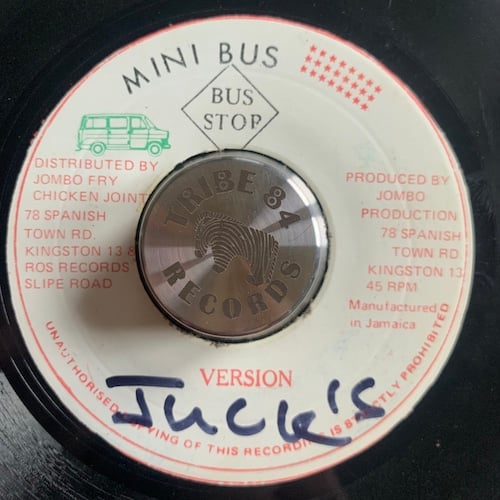 MINI BUS
BUS
STOP
DISTRIBUTED BY
JOMBO FRY
CHICKEN JOINT
78 SPANISH
TOWN RD.
KINGSTON 13 &
ROS RECORDS
SLIPE ROAD
TRIBE 84
RECORDS
PRODUCED BY
JOMBO
PRODUCTION
78 SPANISH
TOWN RD
KINGSTON 13
45 RPM
Manufactured
in Jamaica
VERSION
Juck's
UNAUTHORISED COPYING OF THIS RECORDING IS STRICTLY PROHIBITED